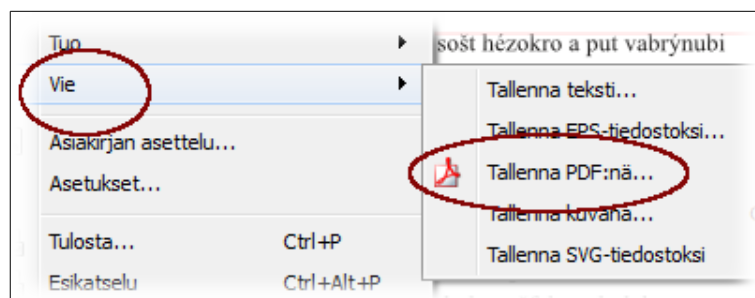 Tuo
sošt hézokro a put vabrýnubi
Vie
Tallenna teksti...
Tallenna EPS-tiedostoksi...
Asiakirjan asettelu...
Tallenna PDF:nä...
Asetukset...
Tallenna kuvana...
Tulosta... Ctrl+P
Tallenna SVG-tiedostoksi
Esikatselu Ctrl+Alt+P